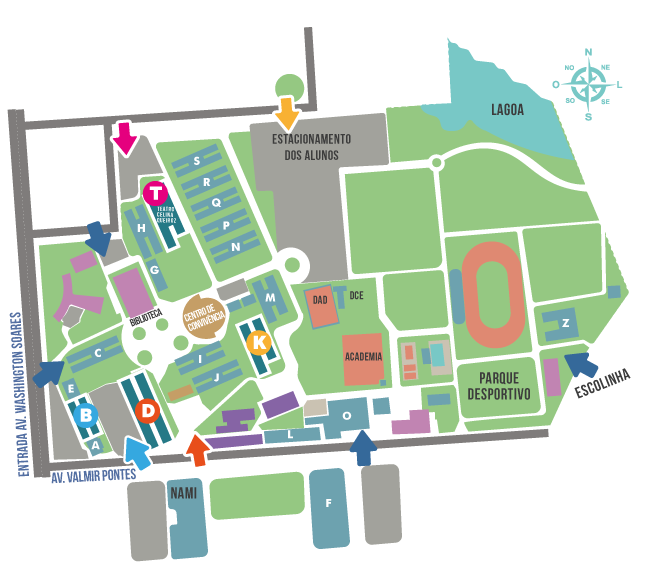 N
NO
NE
O
L
SO
SE
S
LAGOA
ESTACIONAMENTO
DOS ALUNOS
S
R
Q
P
N
T
TEATRO
CELINA
QUEIROZ
H
G
BIBLIOTECA
CENTRO DE
CONVIVÊNCIA
M
DAD
DCE
K
ACADEMIA
Z
C
I
J
E
B
D
A
L
O
PARQUE
DESPORTIVO
ESCOLINHA
ENTRADA AV. WASHINGTON SOARES
AV. VALMIR PONTES
NAMI
F